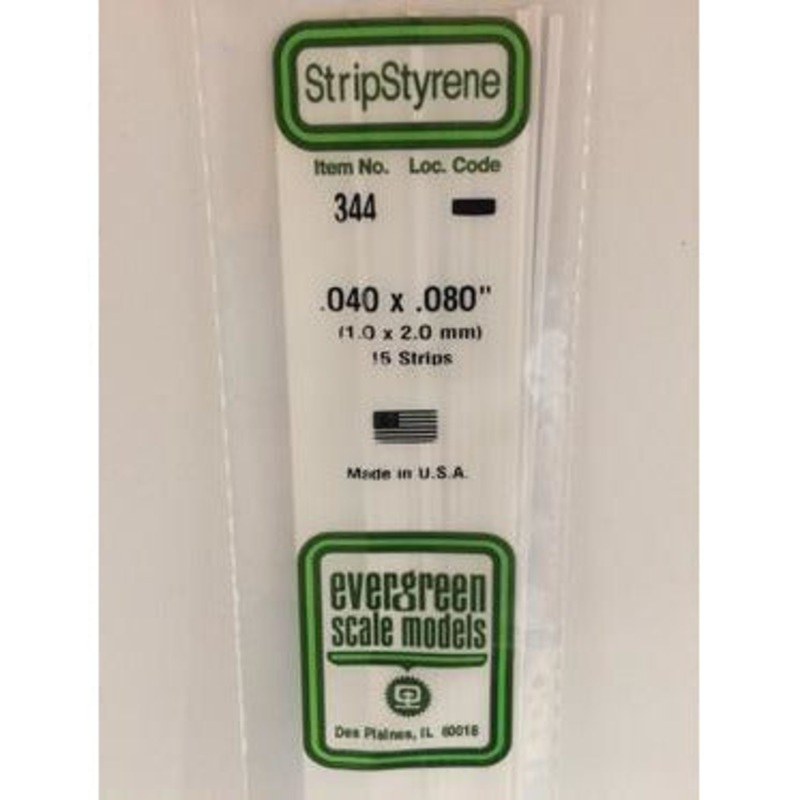 StripStyrene
Item No. Loc. Code
344
.040 x .080"
(1.0 x 2.0 mm)
15 Strips
Made in U.S.A.
evergreen
scale models
Des Plaines, IL 60018